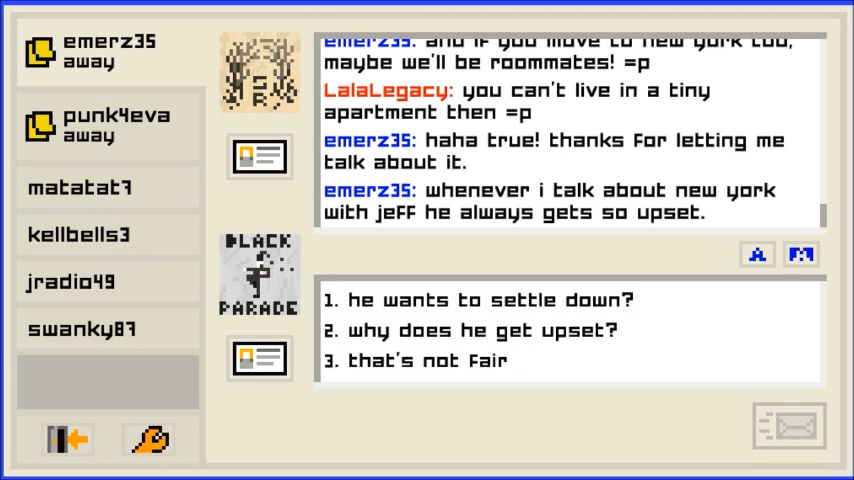 emerz35
away
punk4eva
away
matatat7
kellbells3
jradio49
swanky87
emerz35: and if you move to new york too,
maybe we'll be roommates! =p
LalaLegacy: you can't live in a tiny
apartment then =p
emerz35: haha true! thanks for letting me
talk about it.
emerz35: whenever i talk about new york
with jeff he always gets so upset.
BLACK
PARADE
A
1. he wants to settle down?
2. why does he get upset?
3. that's not fair